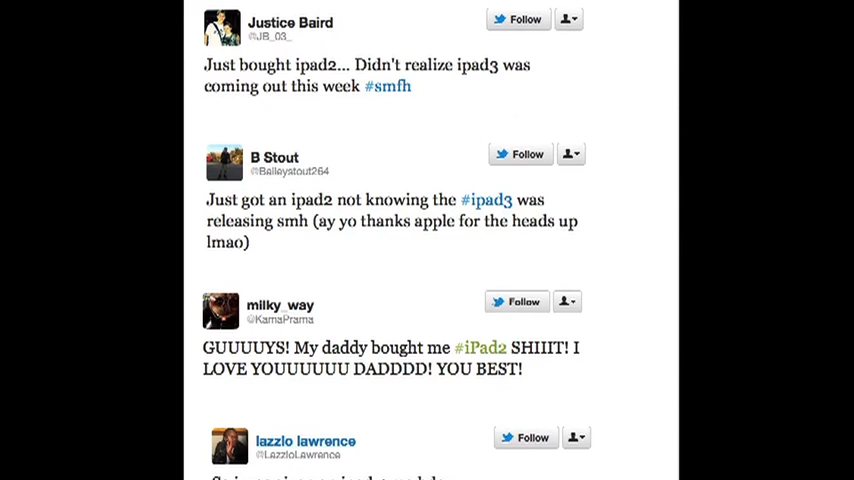 Justice Baird
Follow
@JB_03_
Just bought ipad2... Didn't realize ipad3 was
coming out this week #smfh
B Stout
Follow
@Baileystout264
Just got an ipad2 not knowing the #ipad3 was
releasing smh (ay yo thanks apple for the heads up
lmao)
milky_way
Follow
@KamaPrama
GUUUUYS! My daddy bought me #iPad2 SHIIIT! I
LOVE YOUUUUUU DADDDD! YOU BEST!
lazzlo lawrence
Follow
@LazzloLawrence